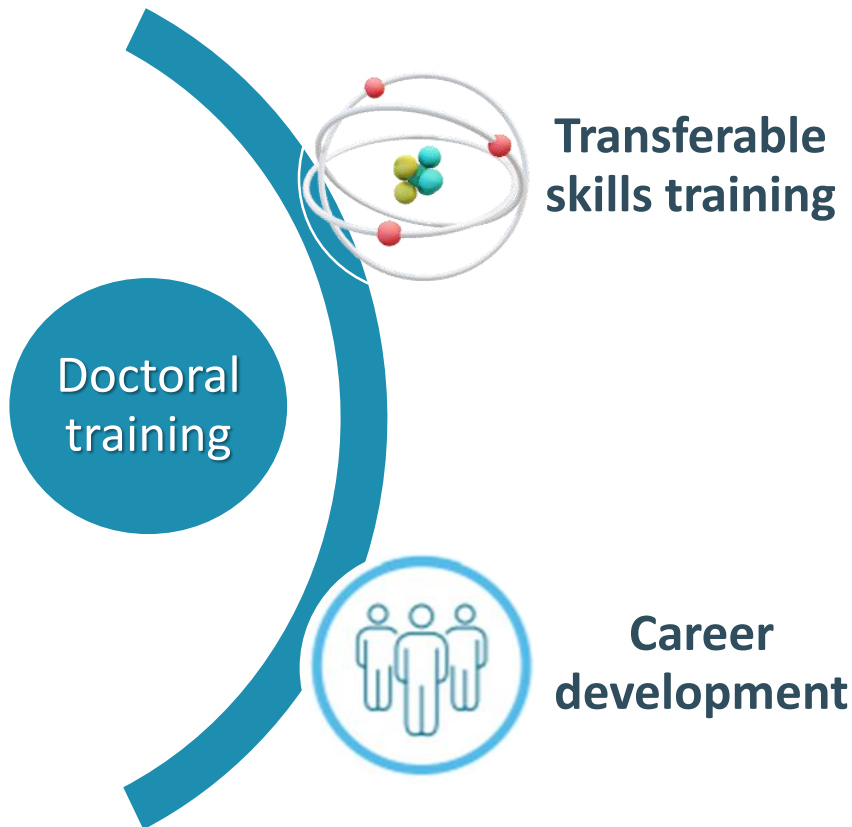 Transferable
skills training
Doctoral
training
Career
development